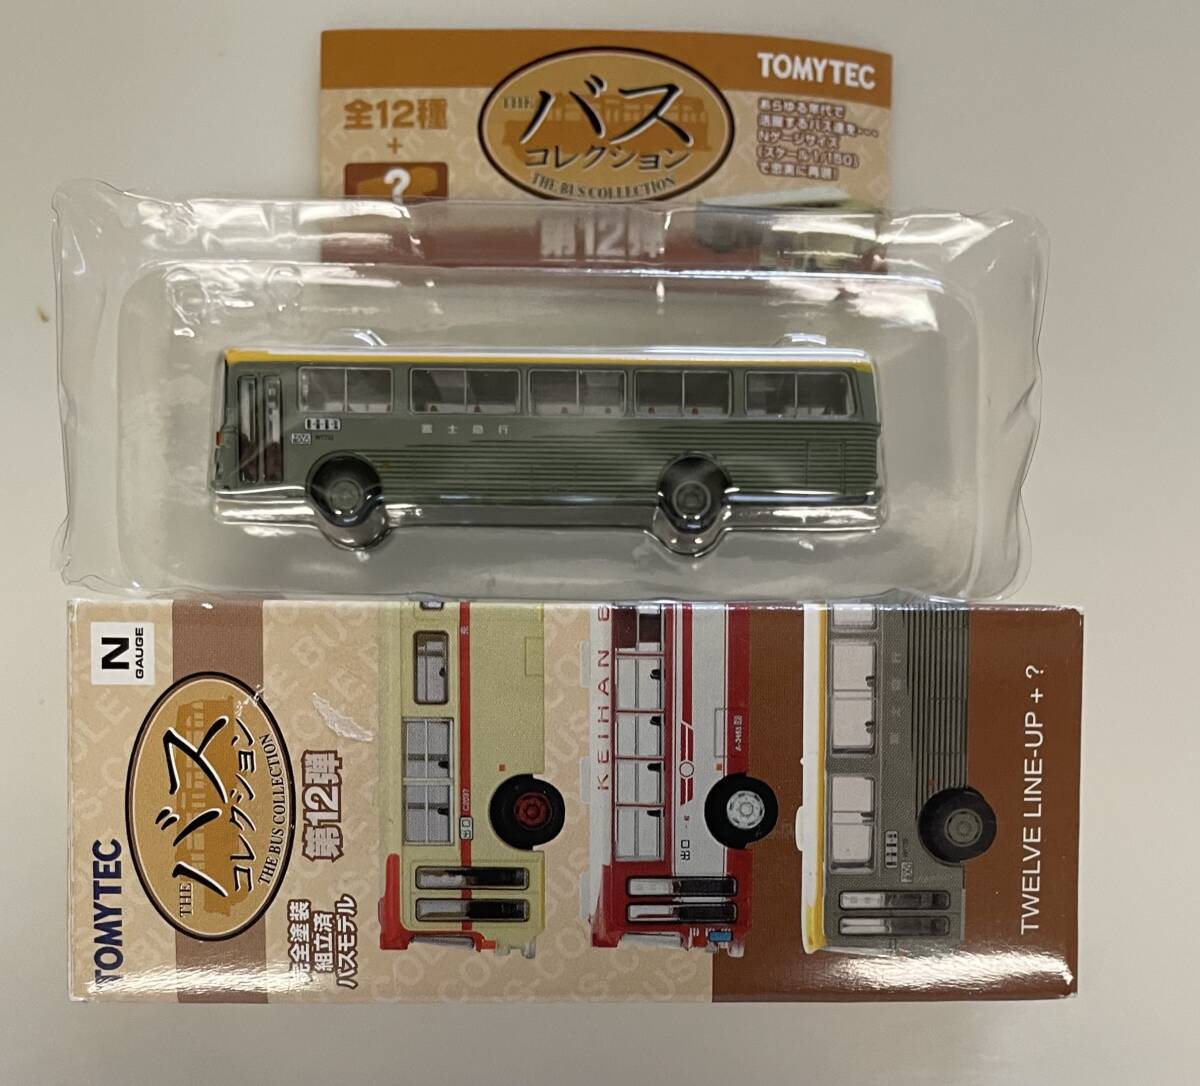 TOMYTEC
全12種
+
?
THE
バス
コレクション
THE BUS COLLECTION
あらゆる年代で
活躍するバス達を…
Nゲージサイズ
(スケール1/150)
で忠実に再現!
第12弾
富士急行
N
GAUGE
TOMYTEC
THE
バス
コレクション
THE BUS COLLECTION
第12弾
完全塗装
組立済
バスモデル
KEIHAN B
出口
TWELVE LINE-UP + ?